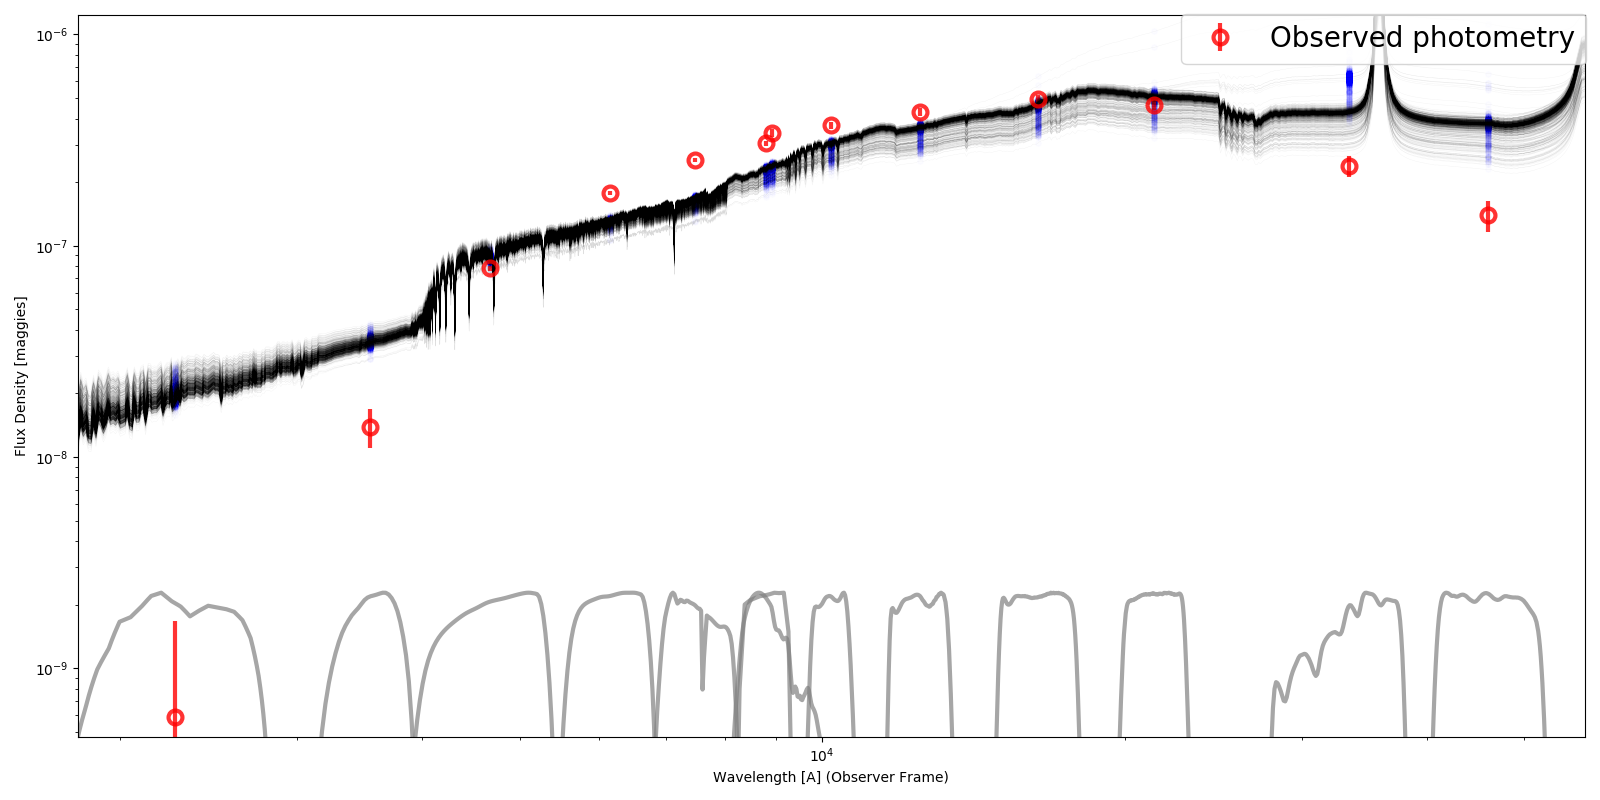 Observed photometry
10⁻⁶
10⁻⁷
10⁻⁸
10⁻⁹
Flux Density [maggies]
10⁴
Wavelength [A] (Observer Frame)